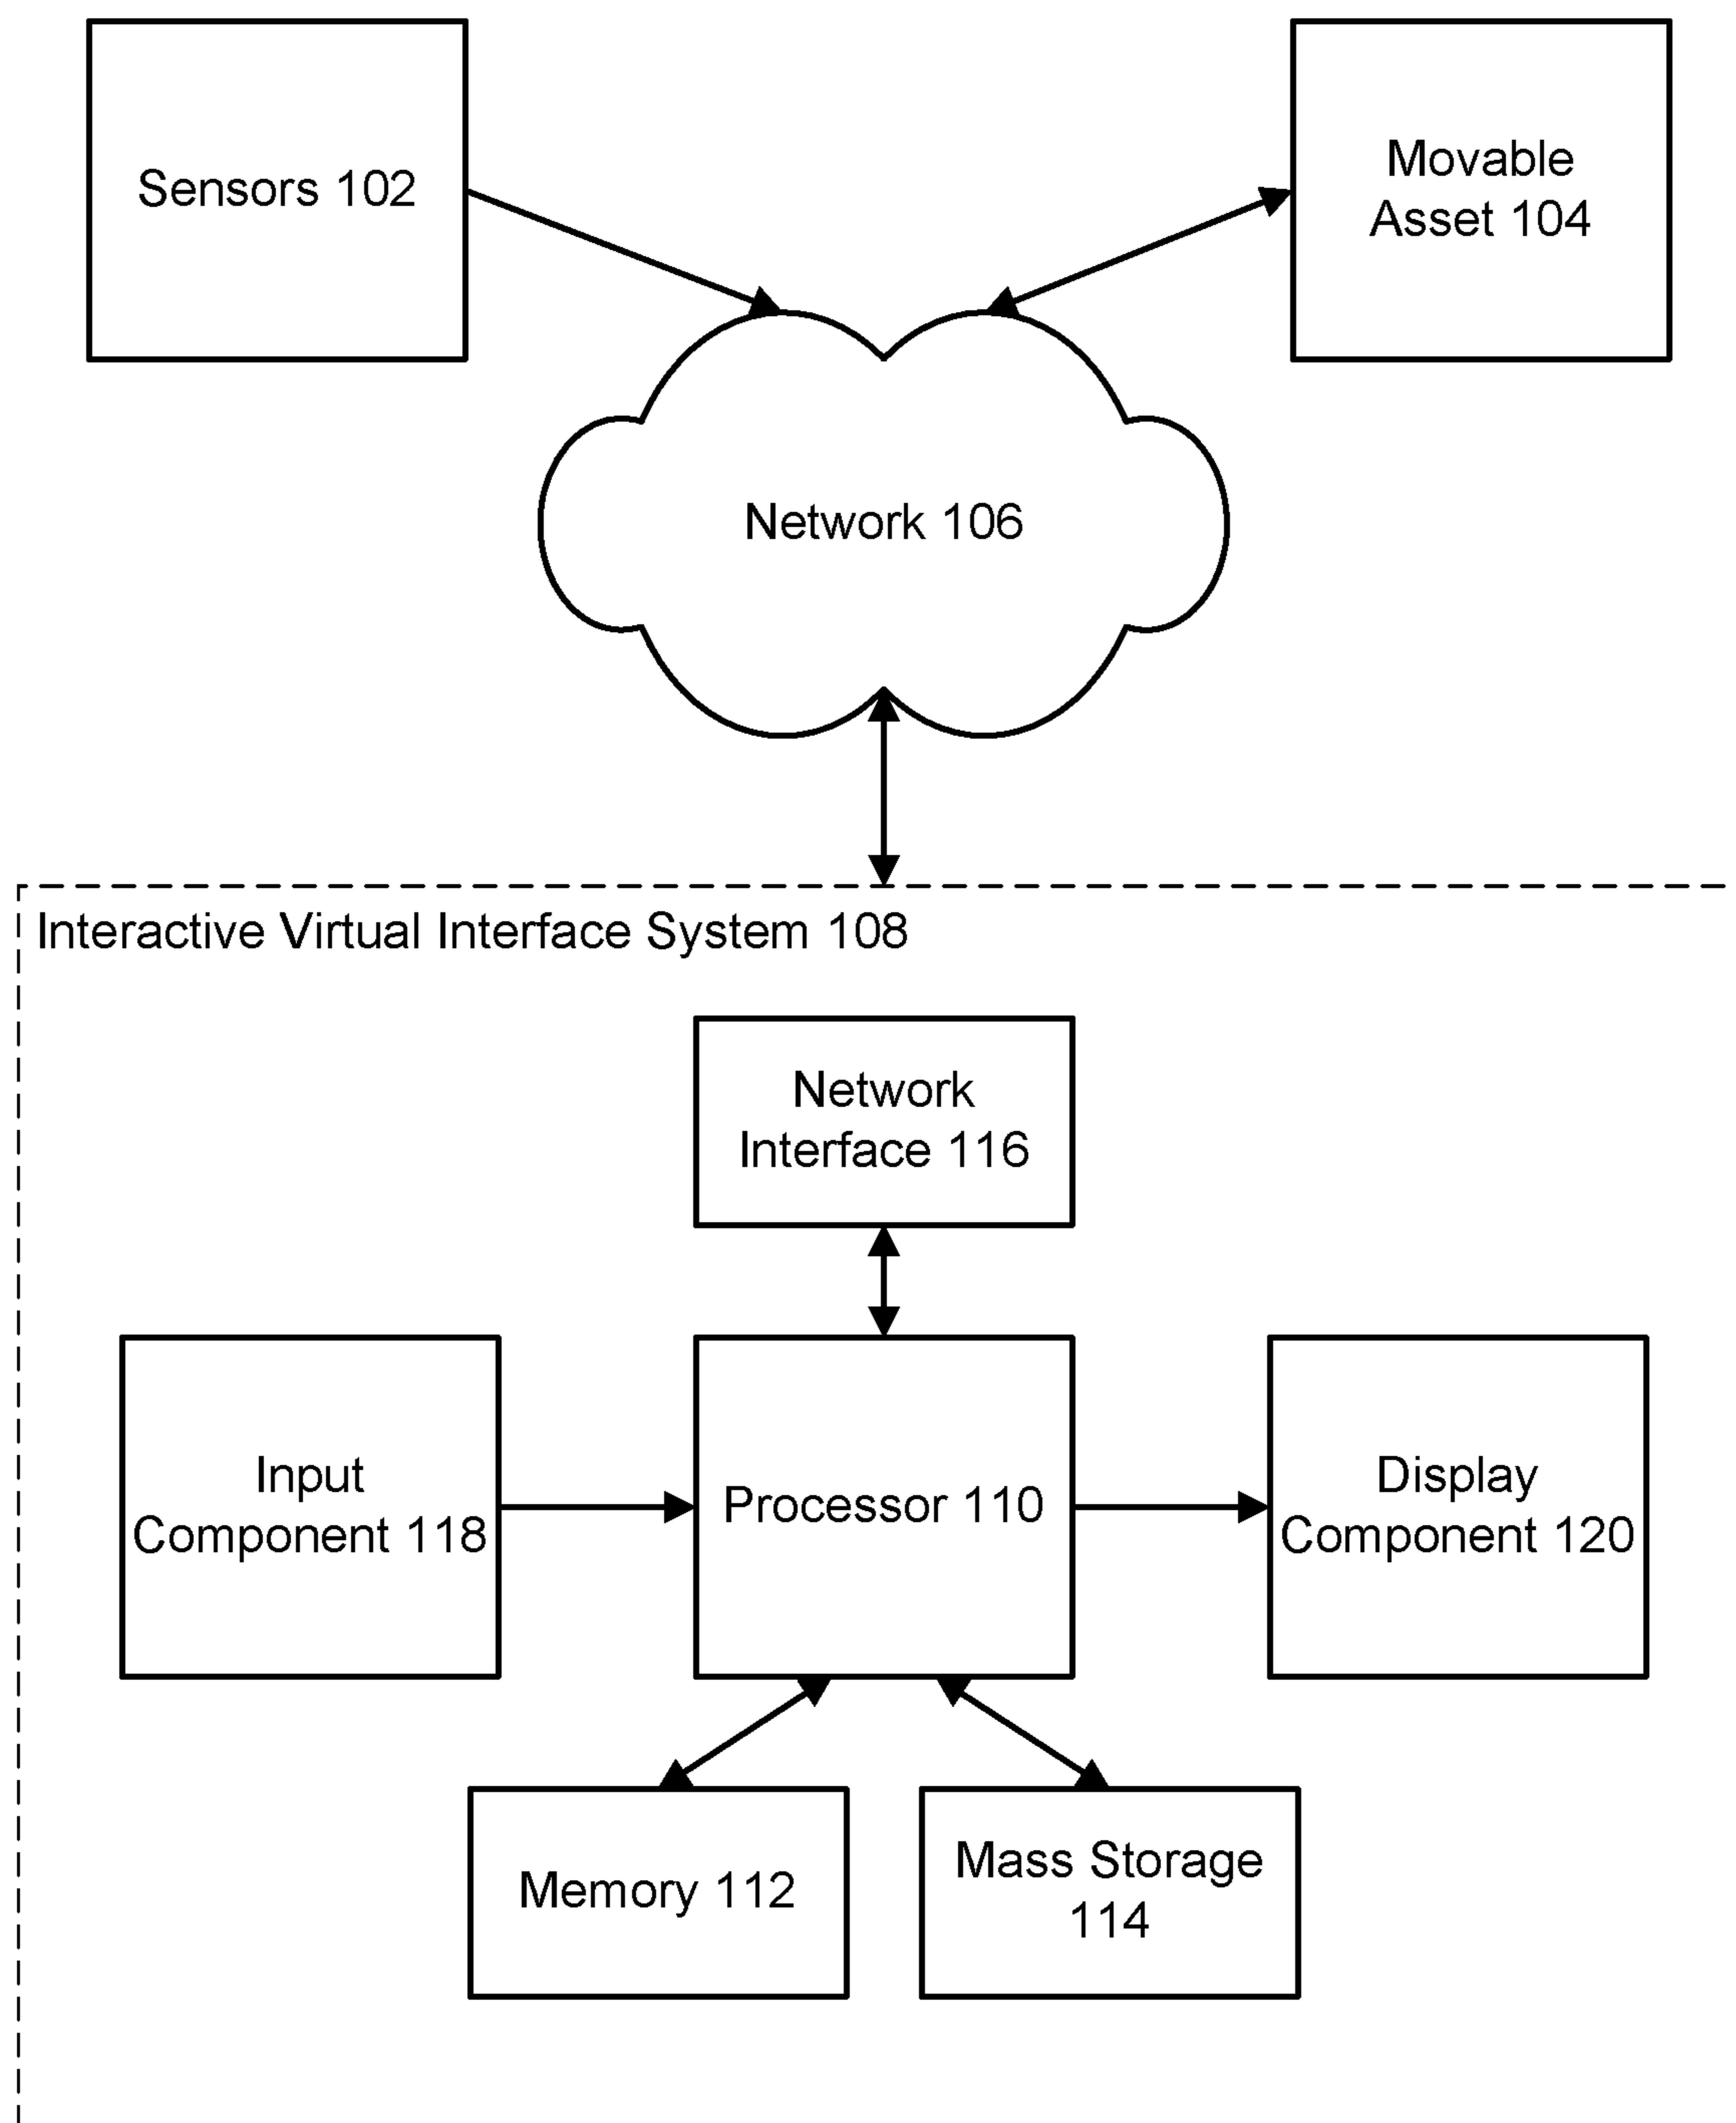 Sensors 102
Movable
Asset 104
Network 106
Interactive Virtual Interface System 108
Network
Interface 116
Input
Component 118
Processor 110
Display
Component 120
Memory 112
Mass Storage
114